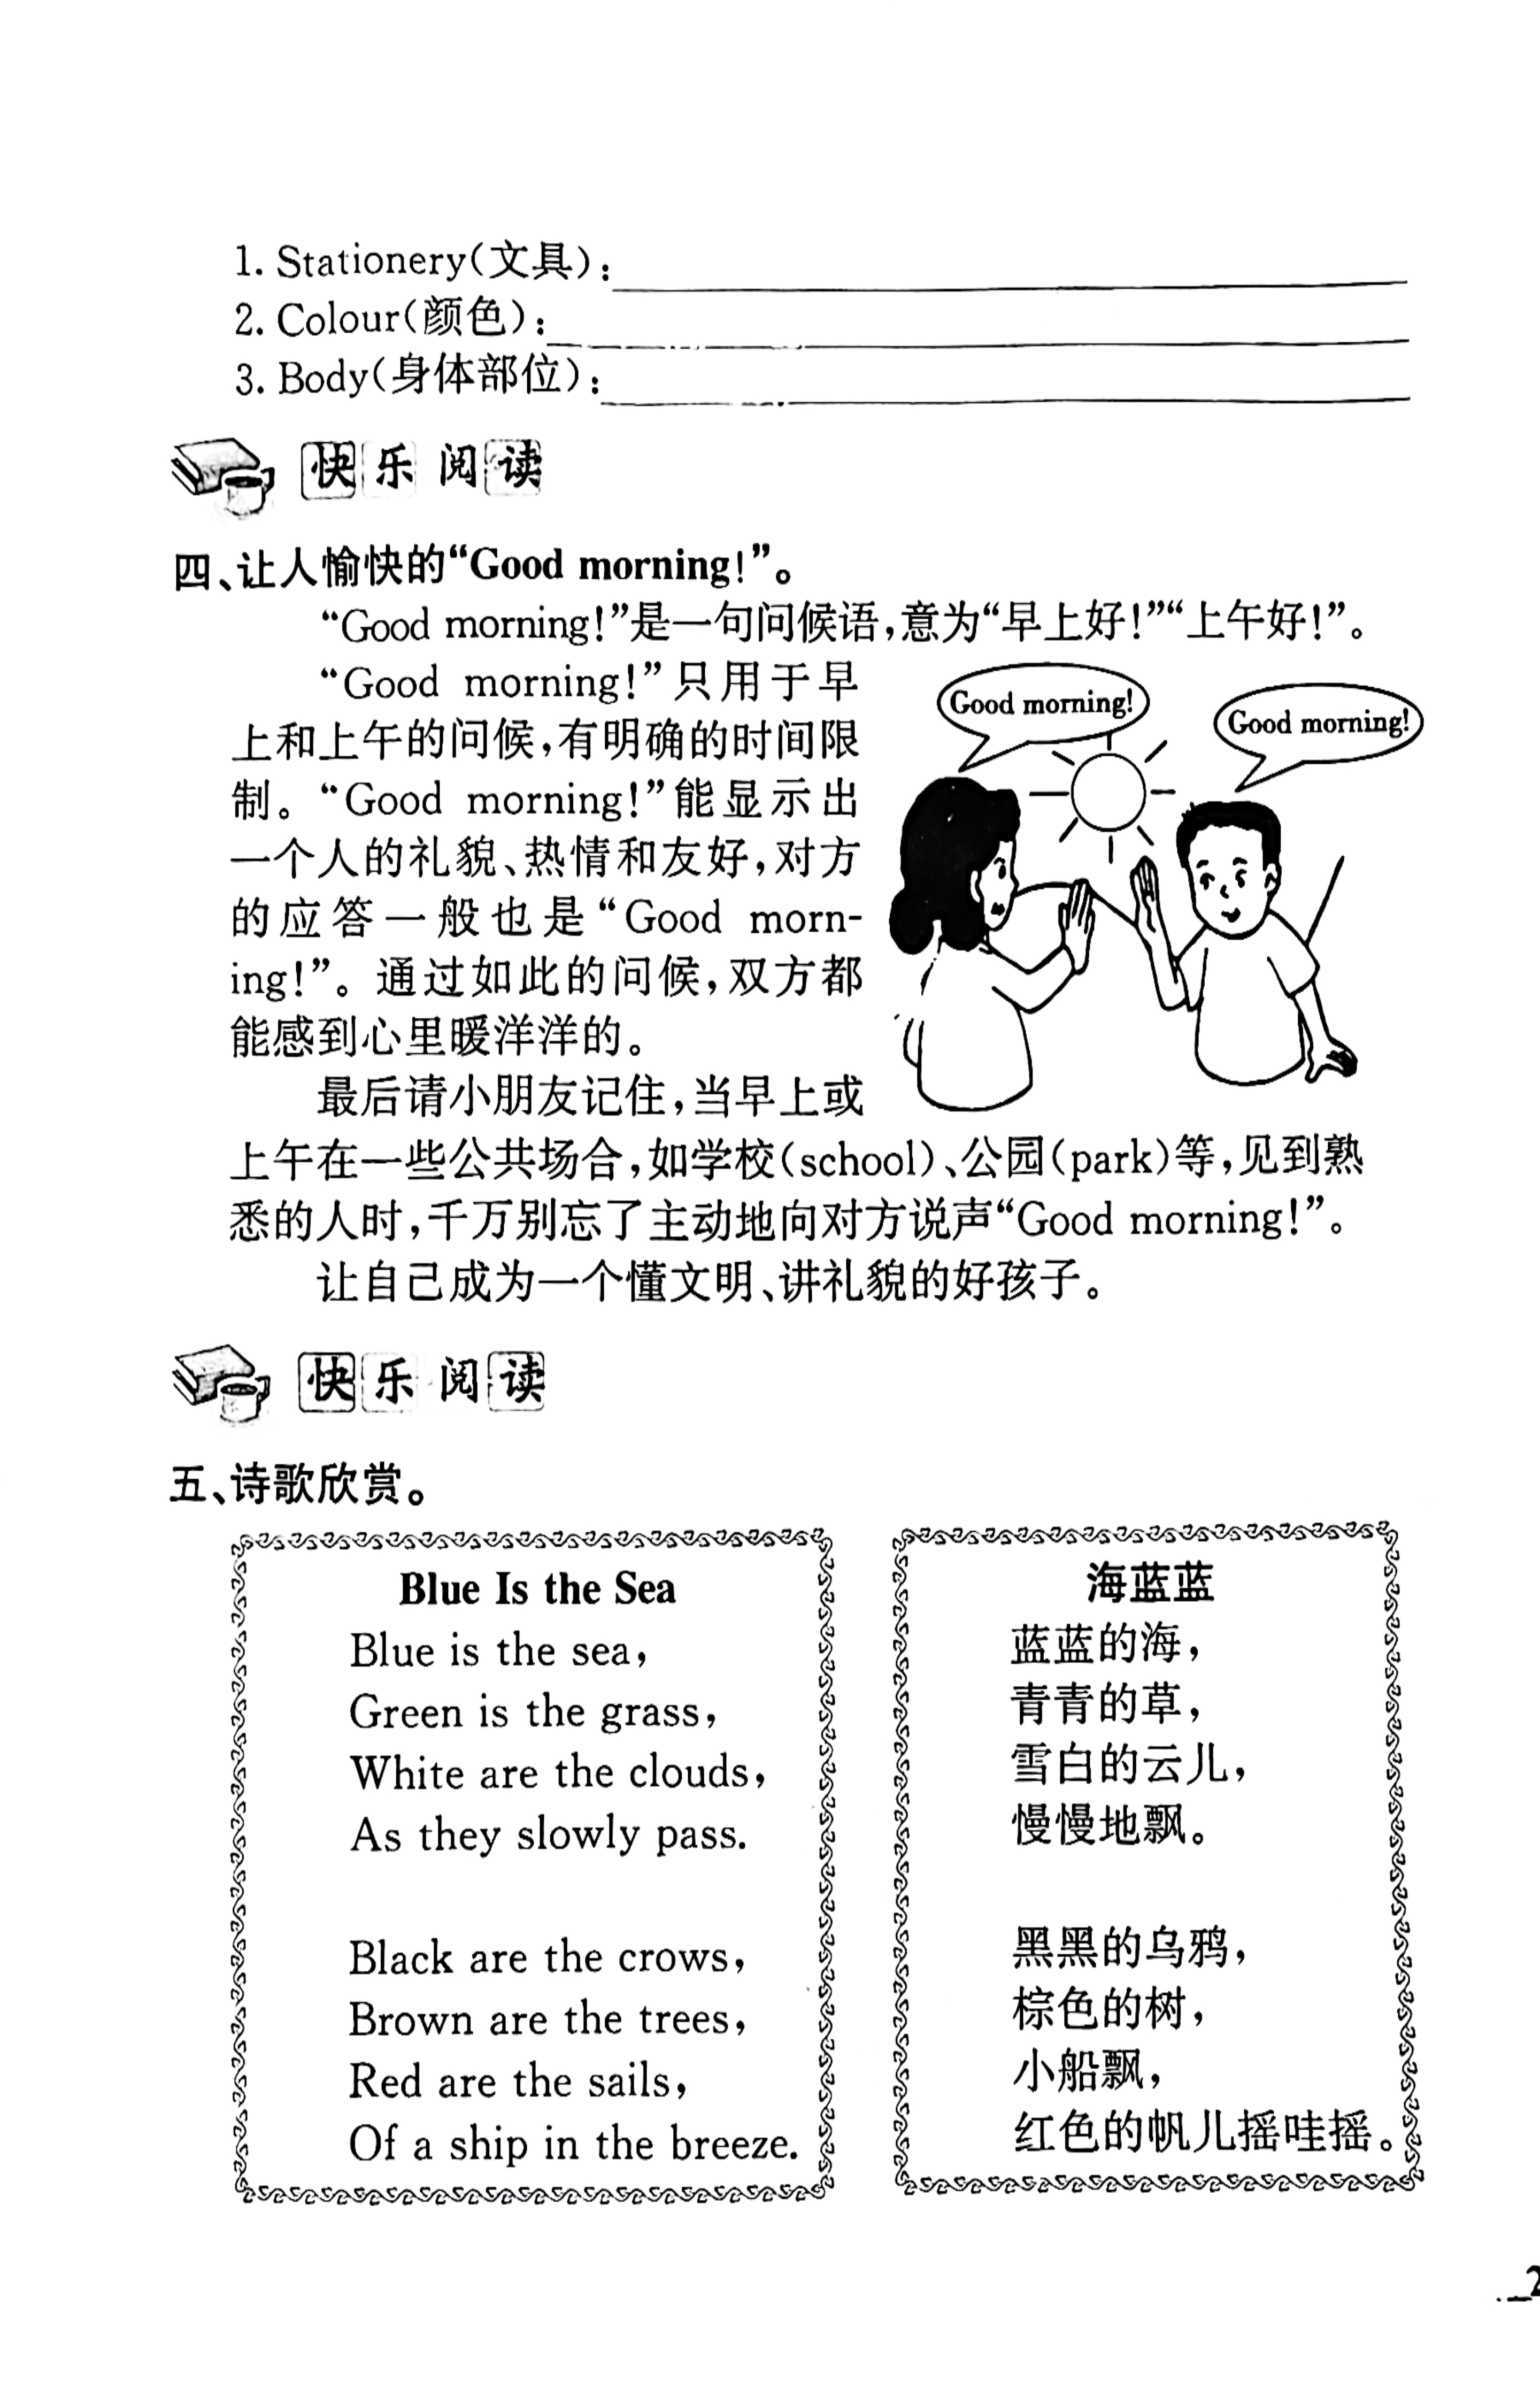 1. Stationery(文具):
2. Colour(颜色):
3. Body(身体部位):
快乐阅读
四、让人愉快的“Good morning!”。
“Good morning!”是一句问候语,意为“早上好!”“上午好!”。
“Good morning!”只用于早
上和上午的问候,有明确的时间限
制。“Good morning!”能显示出
一个人的礼貌、热情和友好,对方
的应答一般也是“Good morn-
ing!”。通过如此的问候,双方都
能感到心里暖洋洋的。
Good morning!
Good morning!
最后请小朋友记住,当早上或
上午在一些公共场合,如学校(school)、公园(park)等,见到熟
悉的人时,千万别忘了主动地向对方说声“Good morning!”。
让自己成为一个懂文明、讲礼貌的好孩子。
快乐阅读
五、诗歌欣赏。
Blue Is the Sea
Blue is the sea,
Green is the grass,
White are the clouds,
As they slowly pass.
Black are the crows,
Brown are the trees,
Red are the sails,
Of a ship in the breeze.
海蓝蓝
蓝蓝的海,
青青的草,
雪白的云儿,
慢慢地飘。
黑黑的乌鸦,
棕色的树,
小船飘,
红色的帆儿摇哇摇。